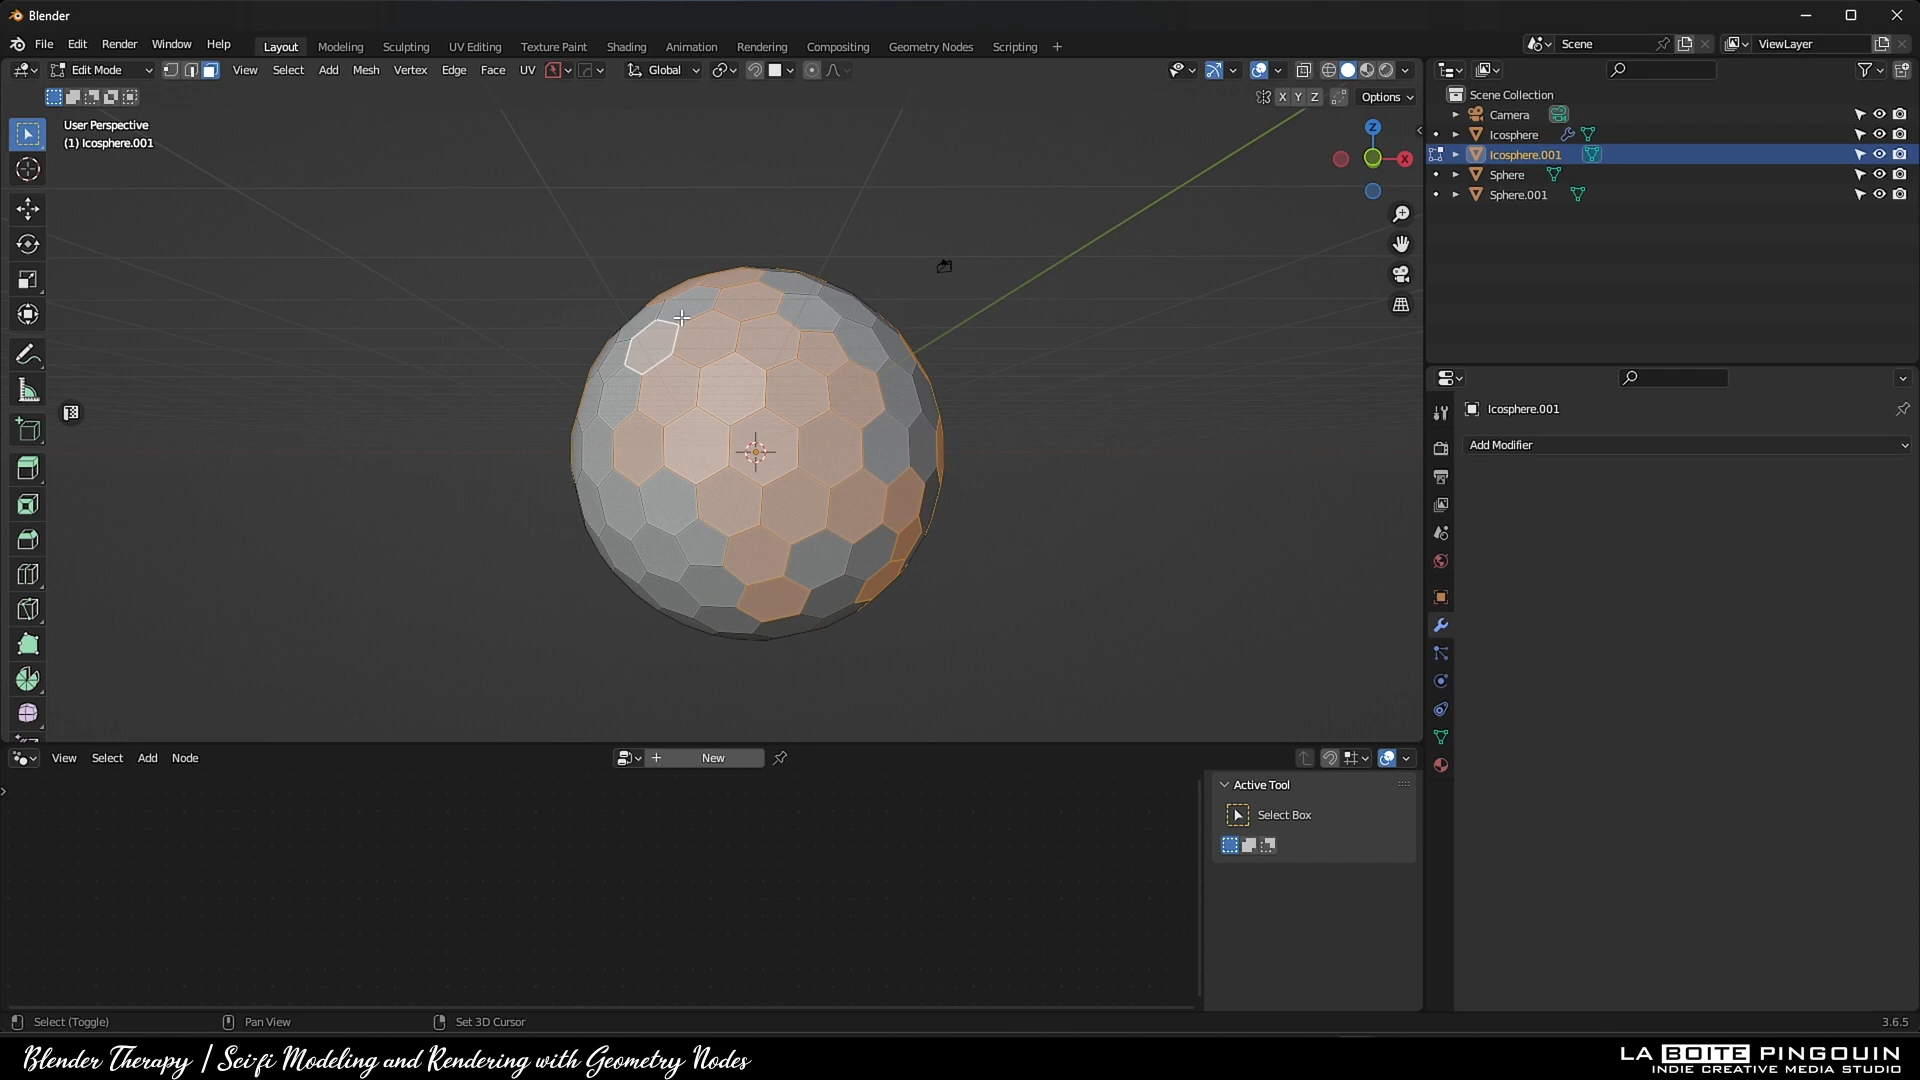 Blender
File Edit Render Window Help
Layout Modeling Sculpting UV Editing Texture Paint Shading Animation Rendering Compositing Geometry Nodes Scripting +
Scene
ViewLayer
Edit Mode
View Select Add Mesh Vertex Edge Face UV
Global
X Y Z
Options
User Perspective
(1) Icosphere.001
Z
X
Scene Collection
Camera
Icosphere
Icosphere.001
Sphere
Sphere.001
Icosphere.001
Add Modifier
View Select Add Node
+ New
Active Tool
Select Box
Select (Toggle)
Pan View
Set 3D Cursor
3.6.5
Blender Therapy | Sci-fi Modeling and Rendering with Geometry Nodes
LA BOITE PINGOUIN
INDIE CREATIVE MEDIA STUDIO